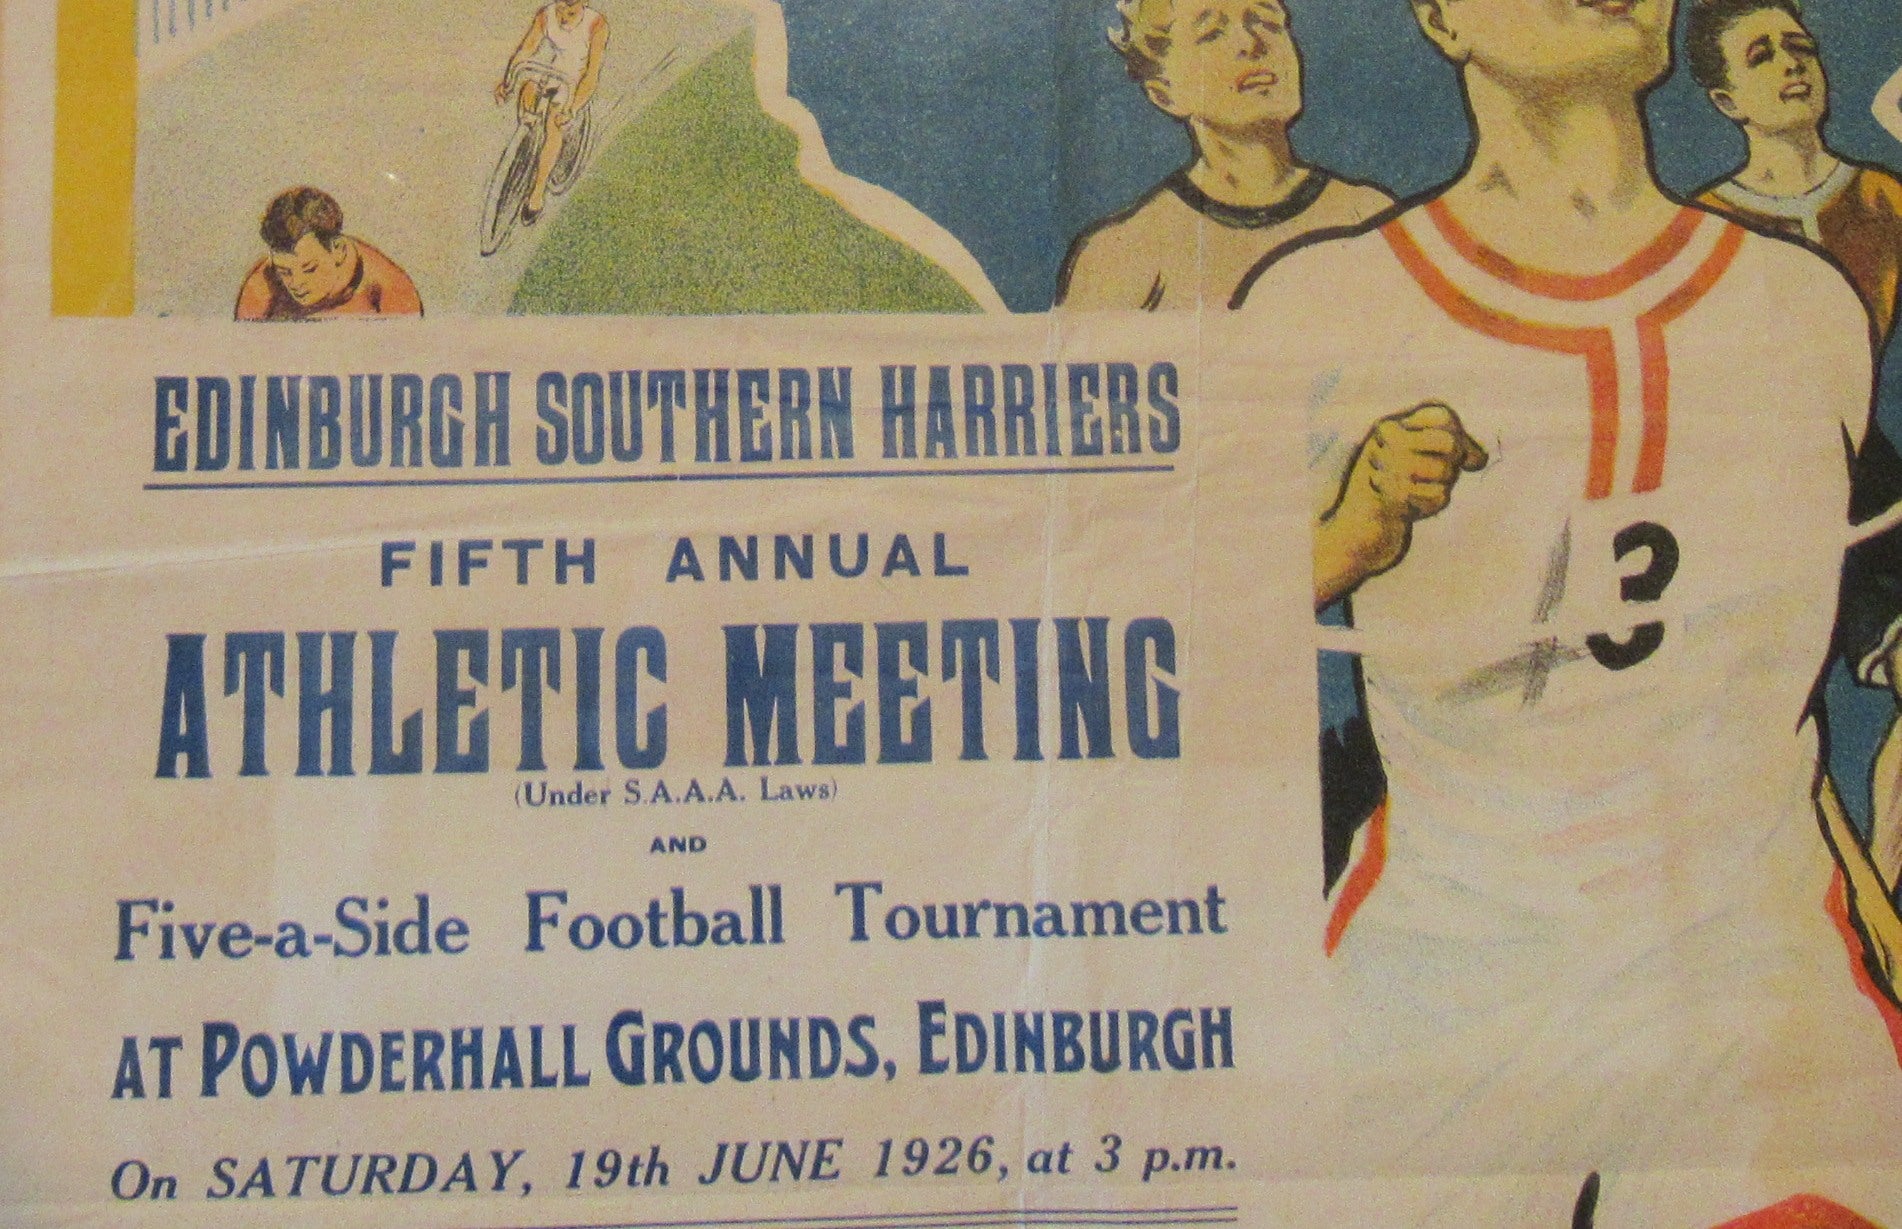 EDINBURGH SOUTHERN HARRIERS
FIFTH ANNUAL
ATHLETIC MEETING
(Under S.A.A.A. Laws)
AND
Five-a-Side Football Tournament
AT POWDERHALL GROUNDS, EDINBURGH
On SATURDAY, 19th JUNE 1926, at 3 p.m.
3